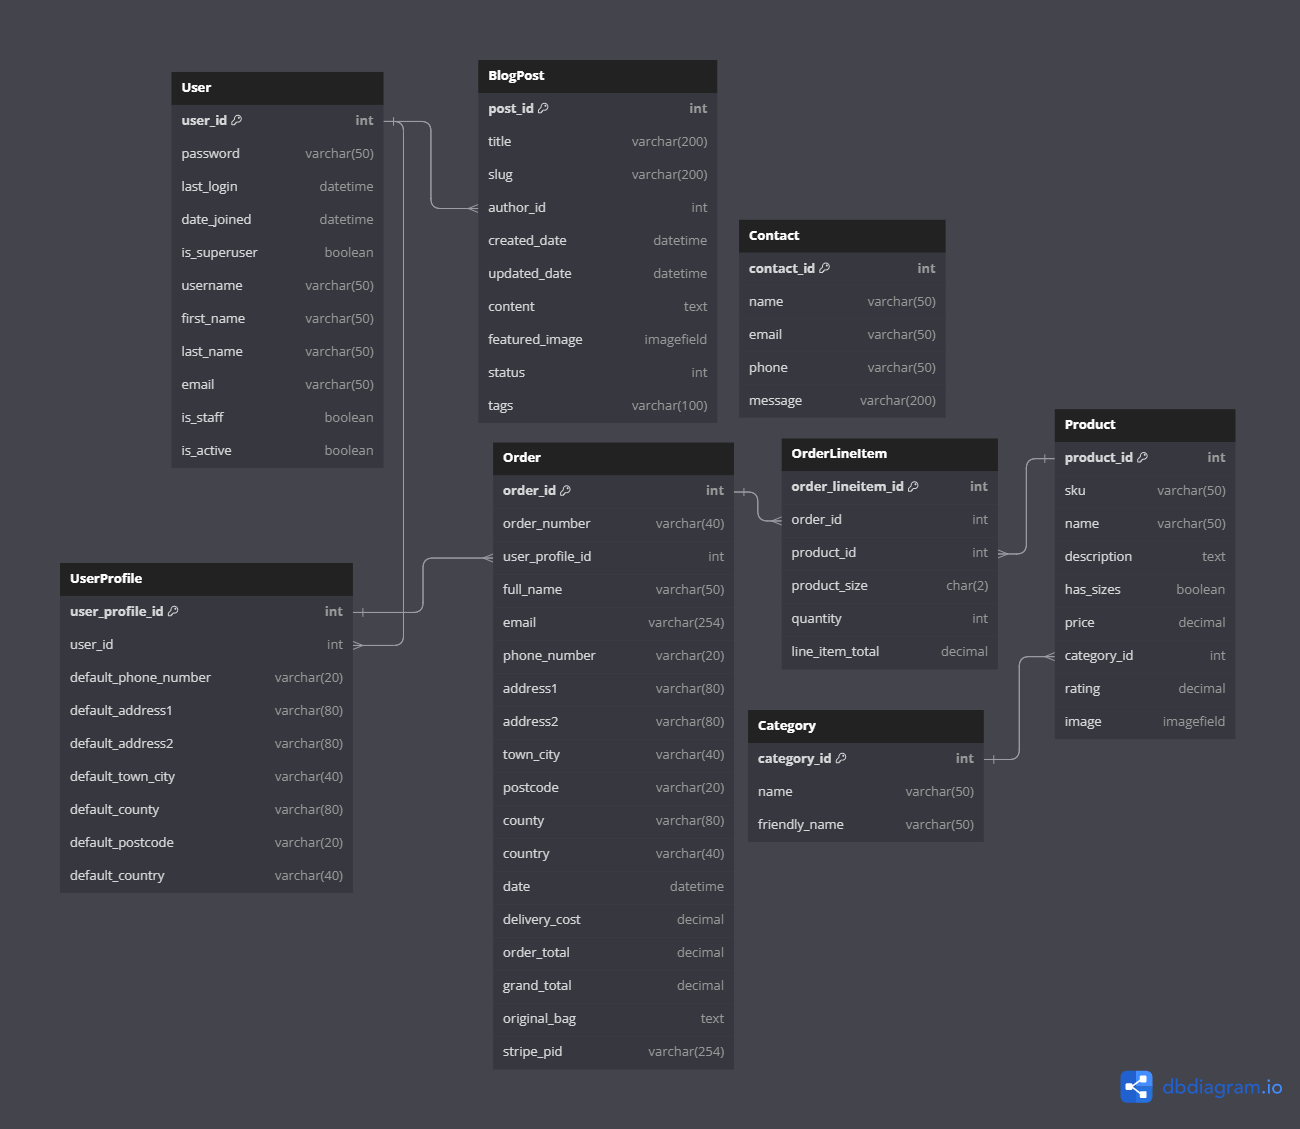 User
user_id int
password varchar(50)
last_login datetime
date_joined datetime
is_superuser boolean
username varchar(50)
first_name varchar(50)
last_name varchar(50)
email varchar(50)
is_staff boolean
is_active boolean
BlogPost
post_id int
title varchar(200)
slug varchar(200)
author_id int
created_date datetime
updated_date datetime
content text
featured_image imagefield
status int
tags varchar(100)
Contact
contact_id int
name varchar(50)
email varchar(50)
phone varchar(50)
message varchar(200)
UserProfile
user_profile_id int
user_id int
default_phone_number varchar(20)
default_address1 varchar(80)
default_address2 varchar(80)
default_town_city varchar(40)
default_county varchar(80)
default_postcode varchar(20)
default_country varchar(40)
Order
order_id int
order_number varchar(40)
user_profile_id int
full_name varchar(50)
email varchar(254)
phone_number varchar(20)
address1 varchar(80)
address2 varchar(80)
town_city varchar(40)
postcode varchar(20)
county varchar(80)
country varchar(40)
date datetime
delivery_cost decimal
order_total decimal
grand_total decimal
original_bag text
stripe_pid varchar(254)
OrderLineItem
order_lineitem_id int
order_id int
product_id int
product_size char(2)
quantity int
line_item_total decimal
Product
product_id int
sku varchar(50)
name varchar(50)
description text
has_sizes boolean
price decimal
category_id int
rating decimal
image imagefield
Category
category_id int
name varchar(50)
friendly_name varchar(50)
dbdiagram.io